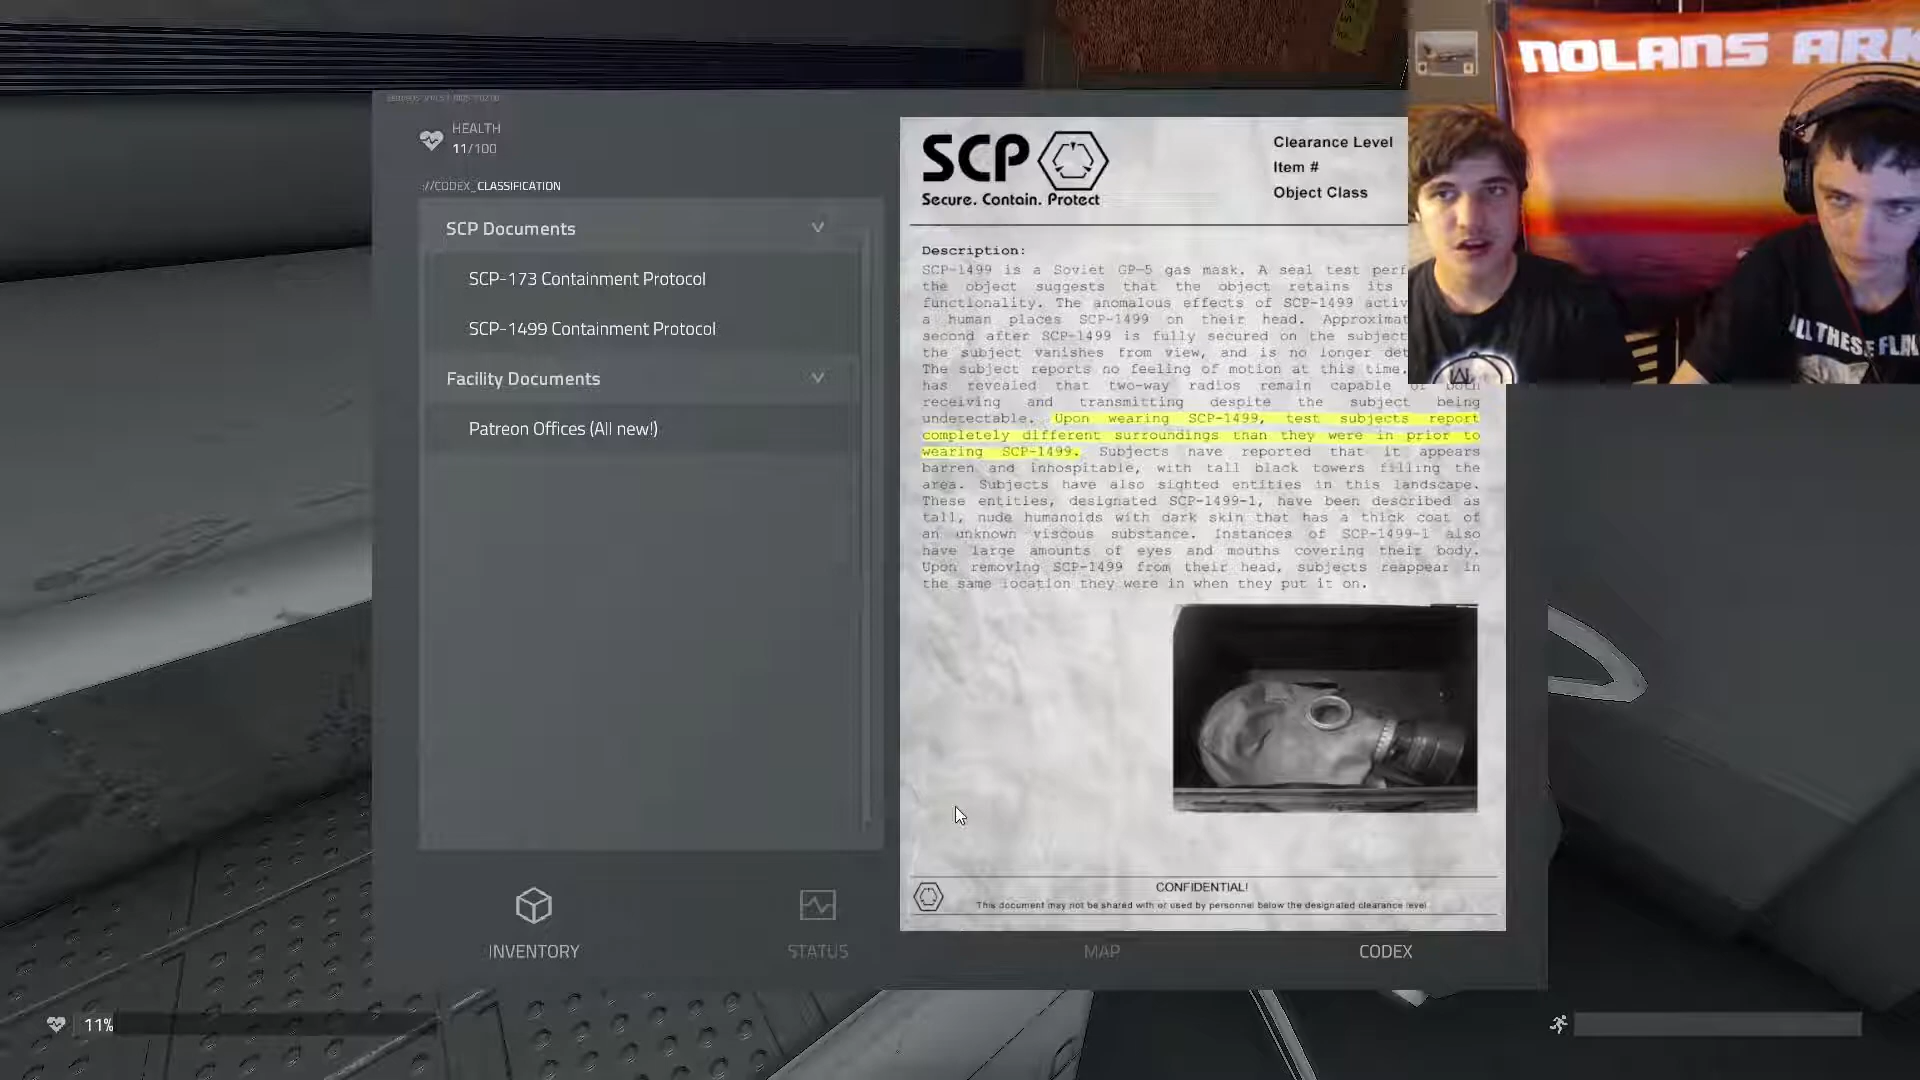 NOLANS ARK
HEALTH
11/100
://CODEX_CLASSIFICATION
SCP Documents
SCP-173 Containment Protocol
SCP-1499 Containment Protocol
Facility Documents
Patreon Offices (All new!)
SCP
Secure. Contain. Protect
Clearance Level
Item #
Object Class
Description:
SCP-1499 is a Soviet GP-5 gas mask. A seal test perf
the object suggests that the object retains its
functionality. The anomalous effects of SCP-1499 activ
a human places SCP-1499 on their head. Approximat
second after SCP-1499 is fully secured on the subject
the subject vanishes from view, and is no longer det
The subject reports no feeling of motion at this time.
has revealed that two-way radios remain capable of both
receiving and transmitting despite the subject being
undetectable. Upon wearing SCP-1499, test subjects report
completely different surroundings than they were in prior to
wearing SCP-1499. Subjects have reported that it appears
barren and inhospitable, with tall black towers filling the
area. Subjects have also sighted entities in this landscape.
These entities, designated SCP-1499-1, have been described as
tall, nude humanoids with dark skin that has a thick coat of
an unknown viscous substance. Instances of SCP-1499-1 also
have large amounts of eyes and mouths covering their body.
Upon removing SCP-1499 from their head, subjects reappear in
the same location they were in when they put it on.
CONFIDENTIAL!
This document may not be shared with or used by personnel below the designated clearance level
INVENTORY
STATUS
MAP
CODEX
11%
LL THESE FLA